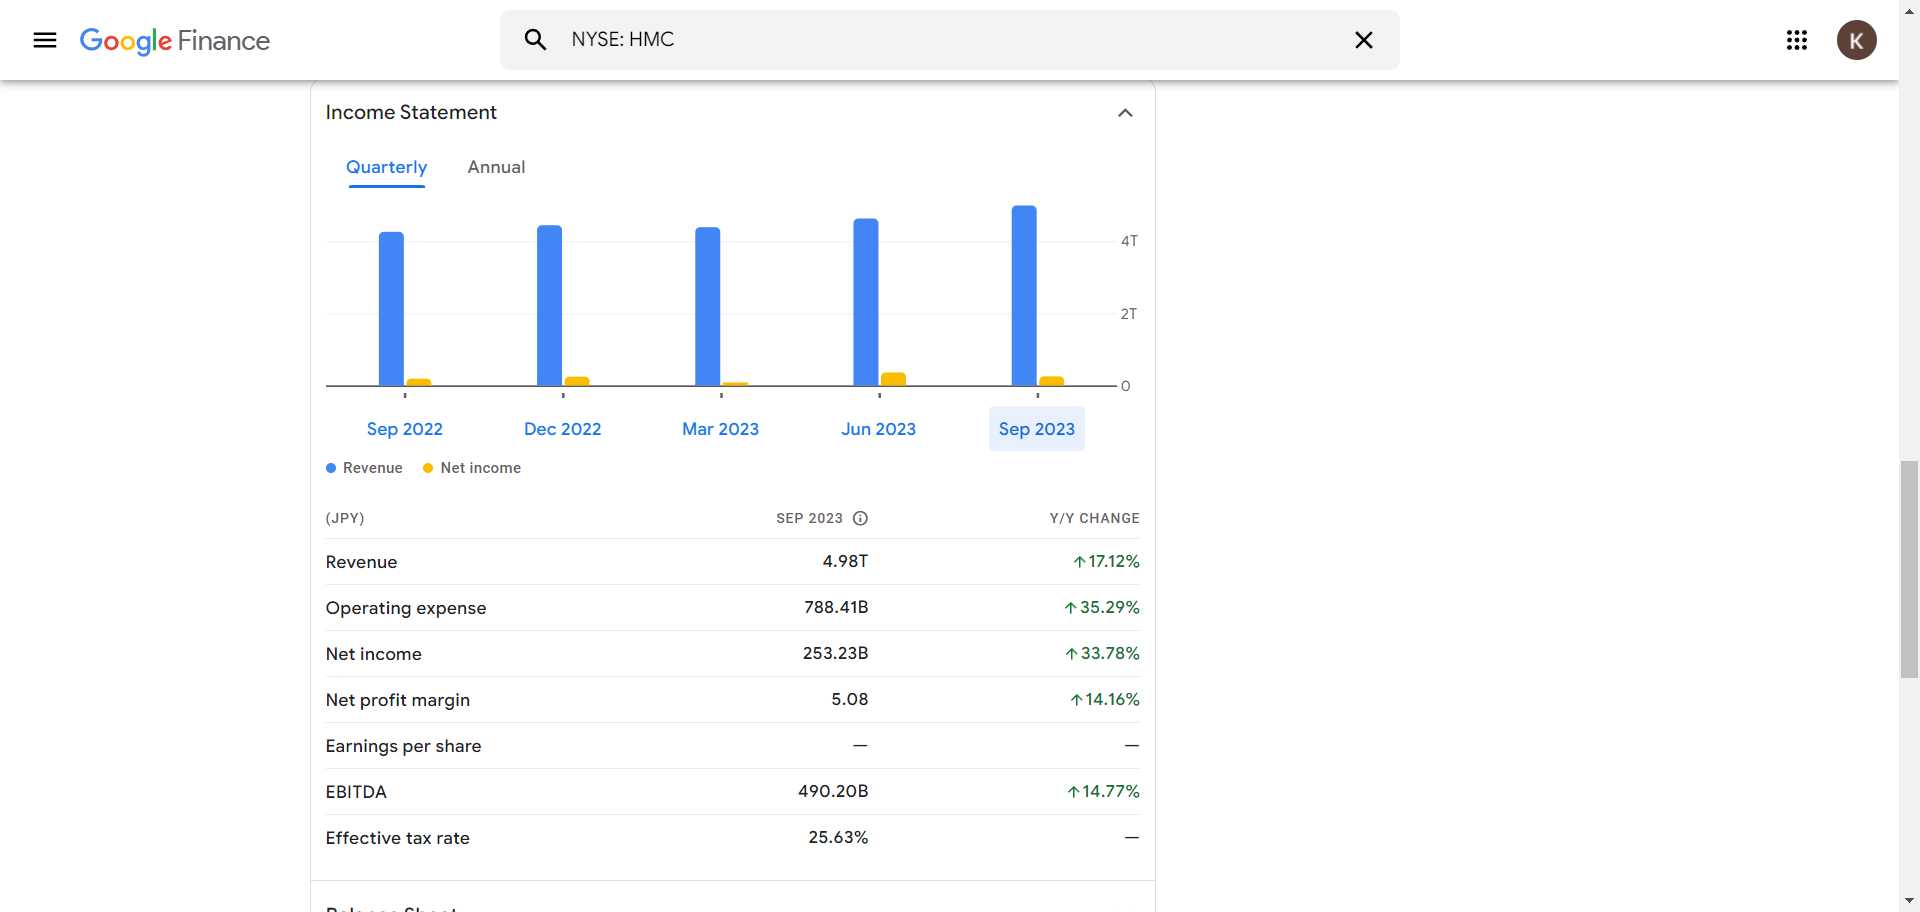 Google Finance
NYSE: HMC
K
Income Statement
Quarterly Annual
4T
2T
0
Sep 2022 Dec 2022 Mar 2023 Jun 2023 Sep 2023
Revenue Net income
(JPY) SEP 2023 Y/Y CHANGE
Revenue 4.98T ↑17.12%
Operating expense 788.41B ↑35.29%
Net income 253.23B ↑33.78%
Net profit margin 5.08 ↑14.16%
Earnings per share — —
EBITDA 490.20B ↑14.77%
Effective tax rate 25.63% —